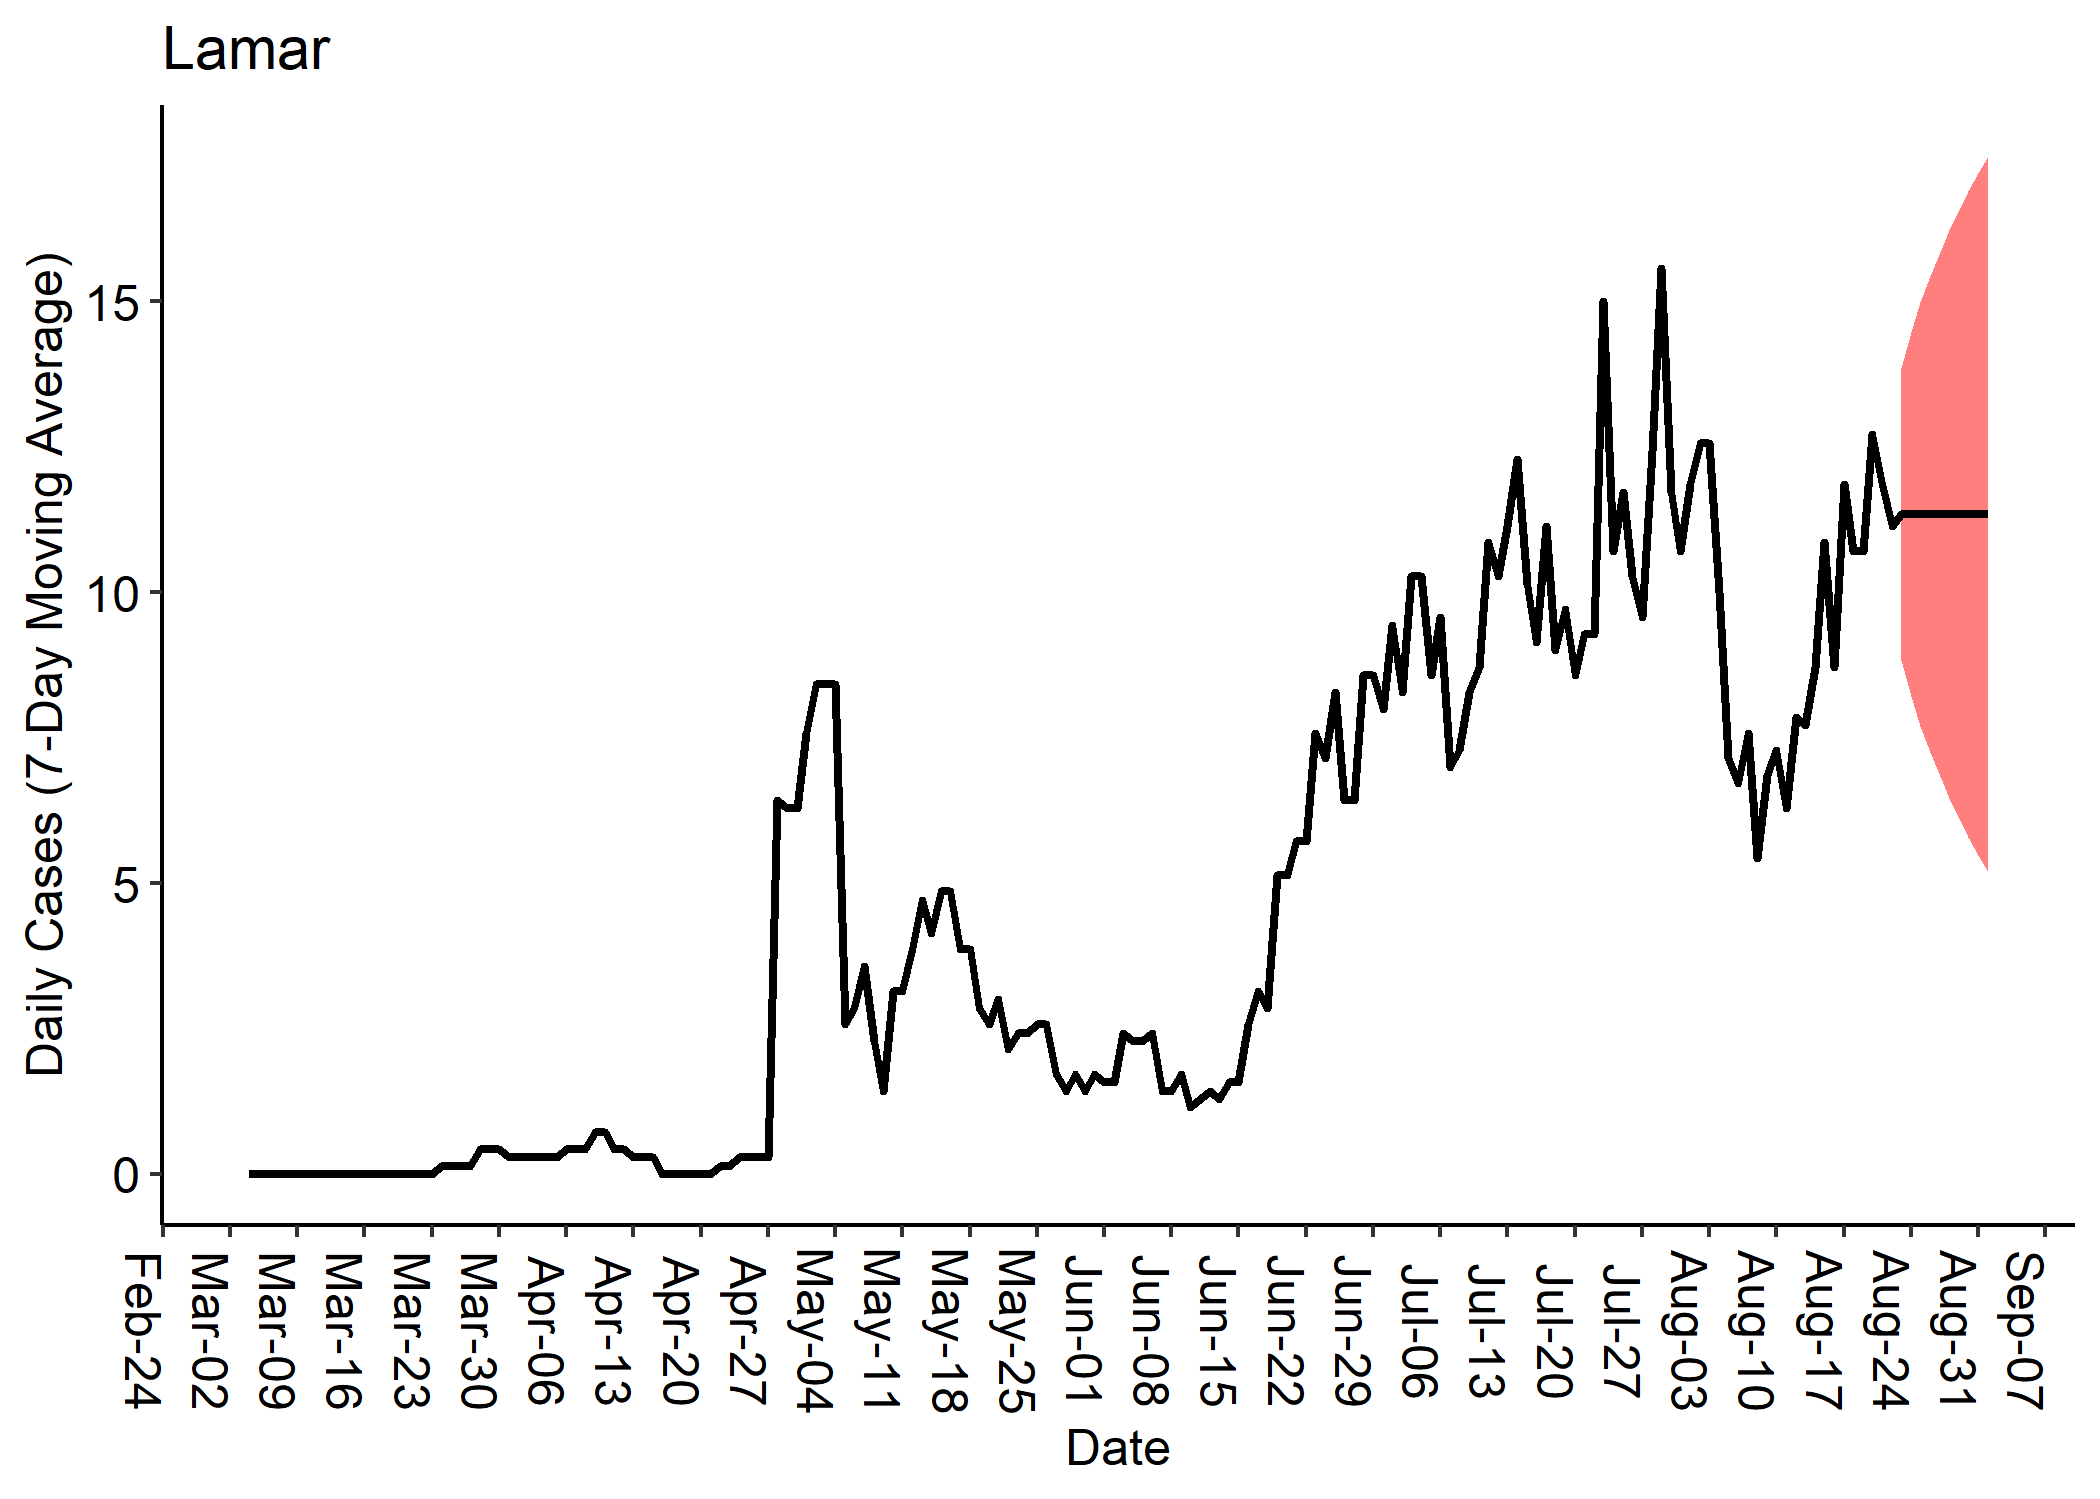 Lamar
Daily Cases (7-Day Moving Average)
15
10
5
0
Feb-24
Mar-02
Mar-09
Mar-16
Mar-23
Mar-30
Apr-06
Apr-13
Apr-20
Apr-27
May-04
May-11
May-18
May-25
Jun-01
Jun-08
Jun-15
Jun-22
Jun-29
Jul-06
Jul-13
Jul-20
Jul-27
Aug-03
Aug-10
Aug-17
Aug-24
Aug-31
Sep-07
Date